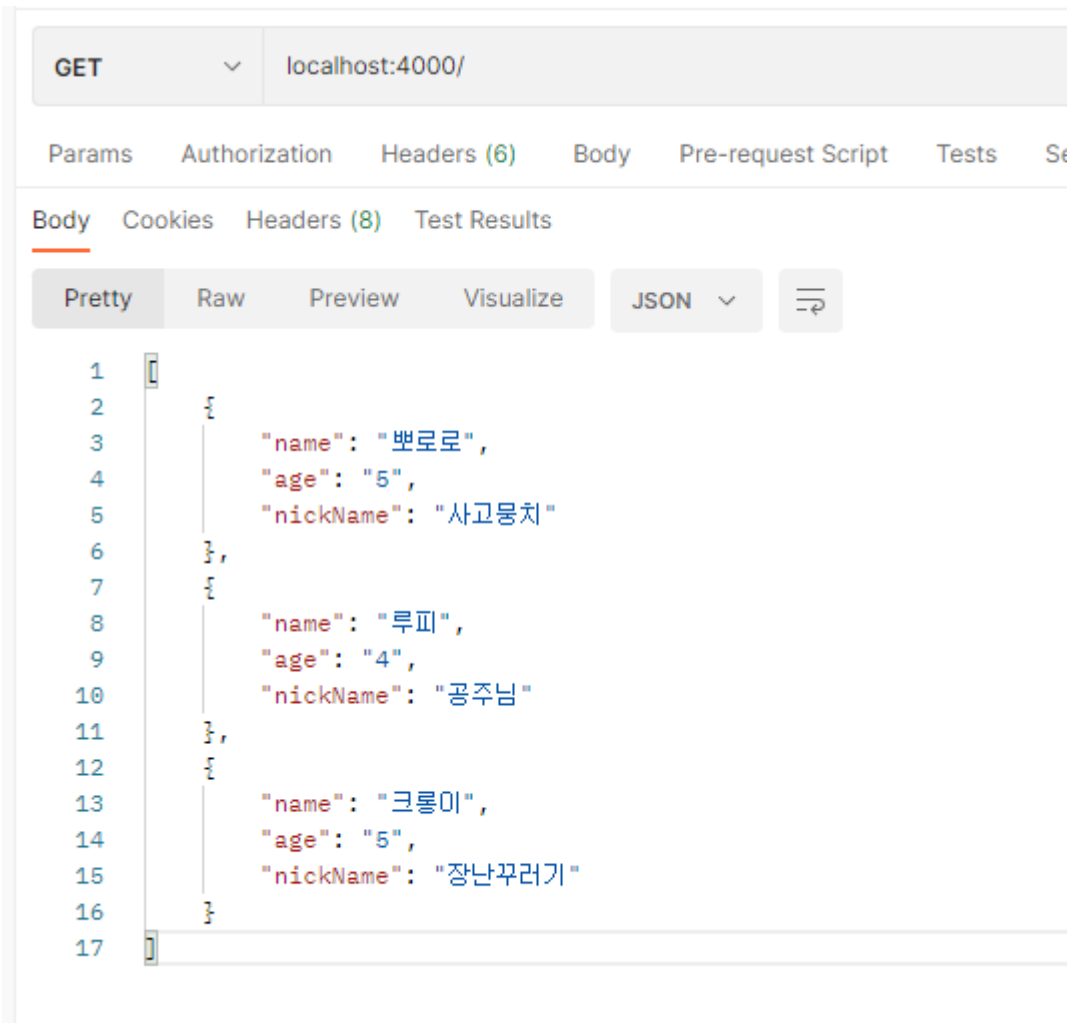 GET localhost:4000/
Params Authorization Headers (6) Body Pre-request Script Tests
Body Cookies Headers (8) Test Results
Pretty Raw Preview Visualize JSON
1 [
2 {
3 "name": "뽀로로",
4 "age": "5",
5 "nickName": "사고뭉치"
6 },
7 {
8 "name": "루피",
9 "age": "4",
10 "nickName": "공주님"
11 },
12 {
13 "name": "크롱이",
14 "age": "5",
15 "nickName": "장난꾸러기"
16 }
17 ]